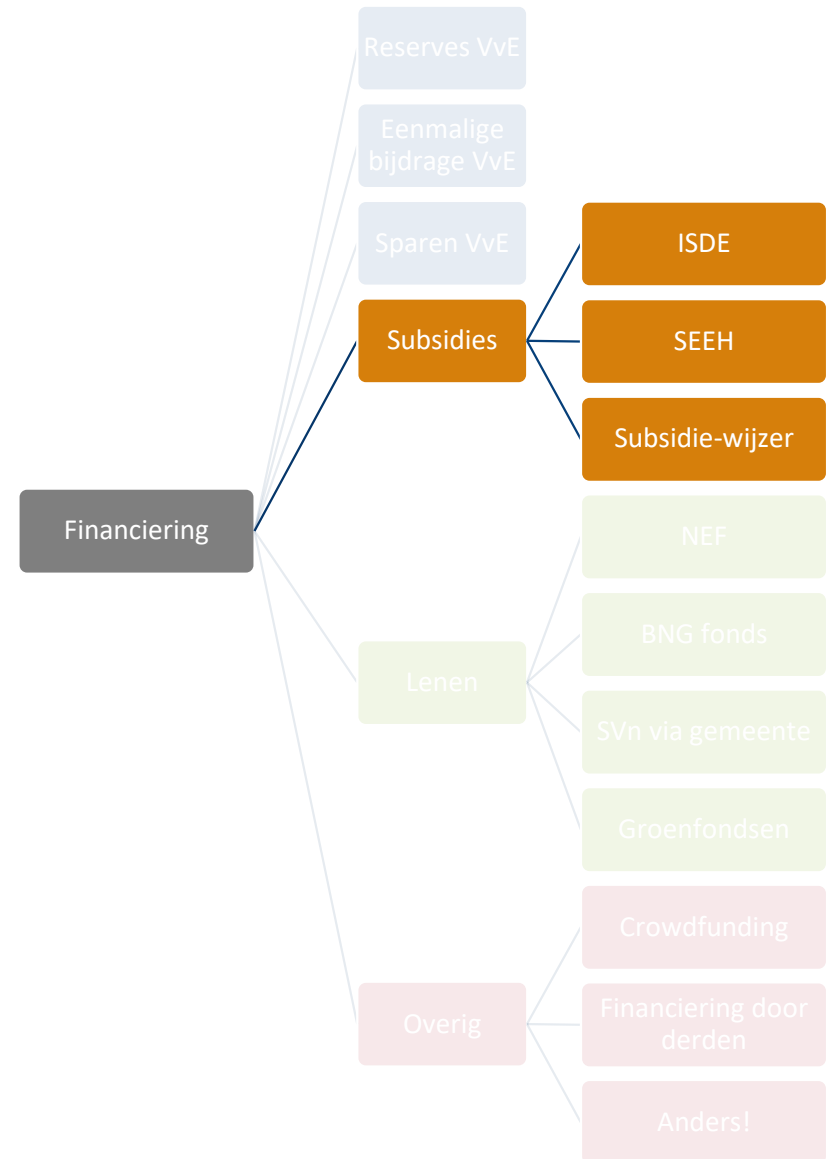 Reserves VvE
Eenmalige
bijdrage VvE
Sparen VvE
Subsidies
ISDE
SEEH
Subsidie-wijzer
Financiering
Lenen
NEF
BNG fonds
SVn via gemeente
Groenfondsen
Overig
Crowdfunding
Financiering door
derden
Anders!